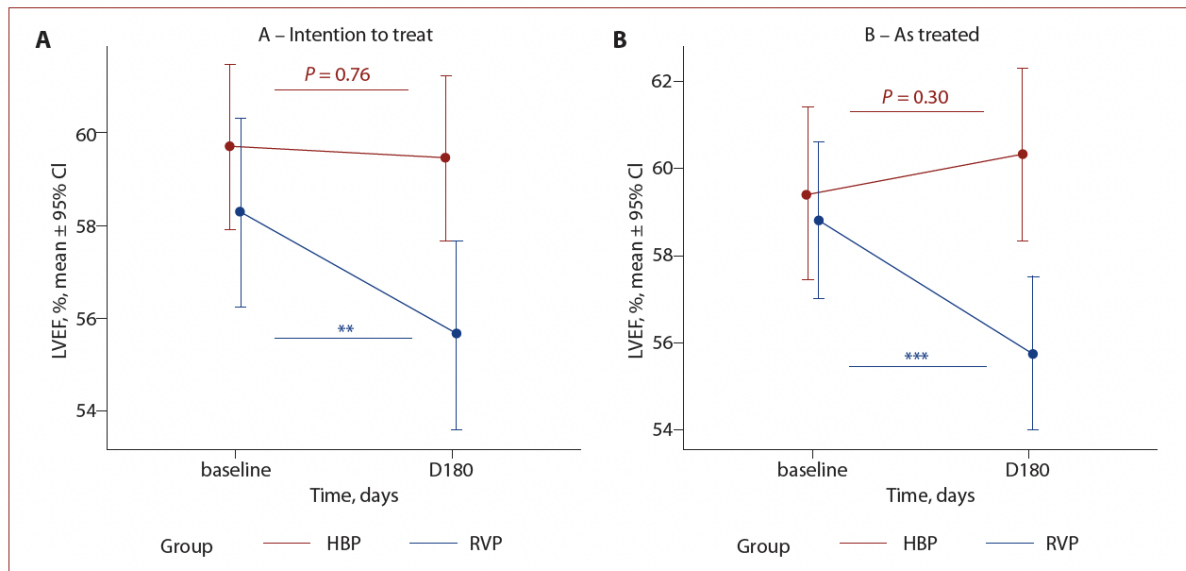 A
A – Intention to treat
P = 0.76
60
58
56
54
LVEF, %, mean ± 95% CI
**
baseline
D180
Time, days
Group
HBP
RVP
B
B – As treated
P = 0.30
62
60
58
56
54
LVEF, %, mean ± 95% CI
***
baseline
D180
Time, days
Group
HBP
RVP